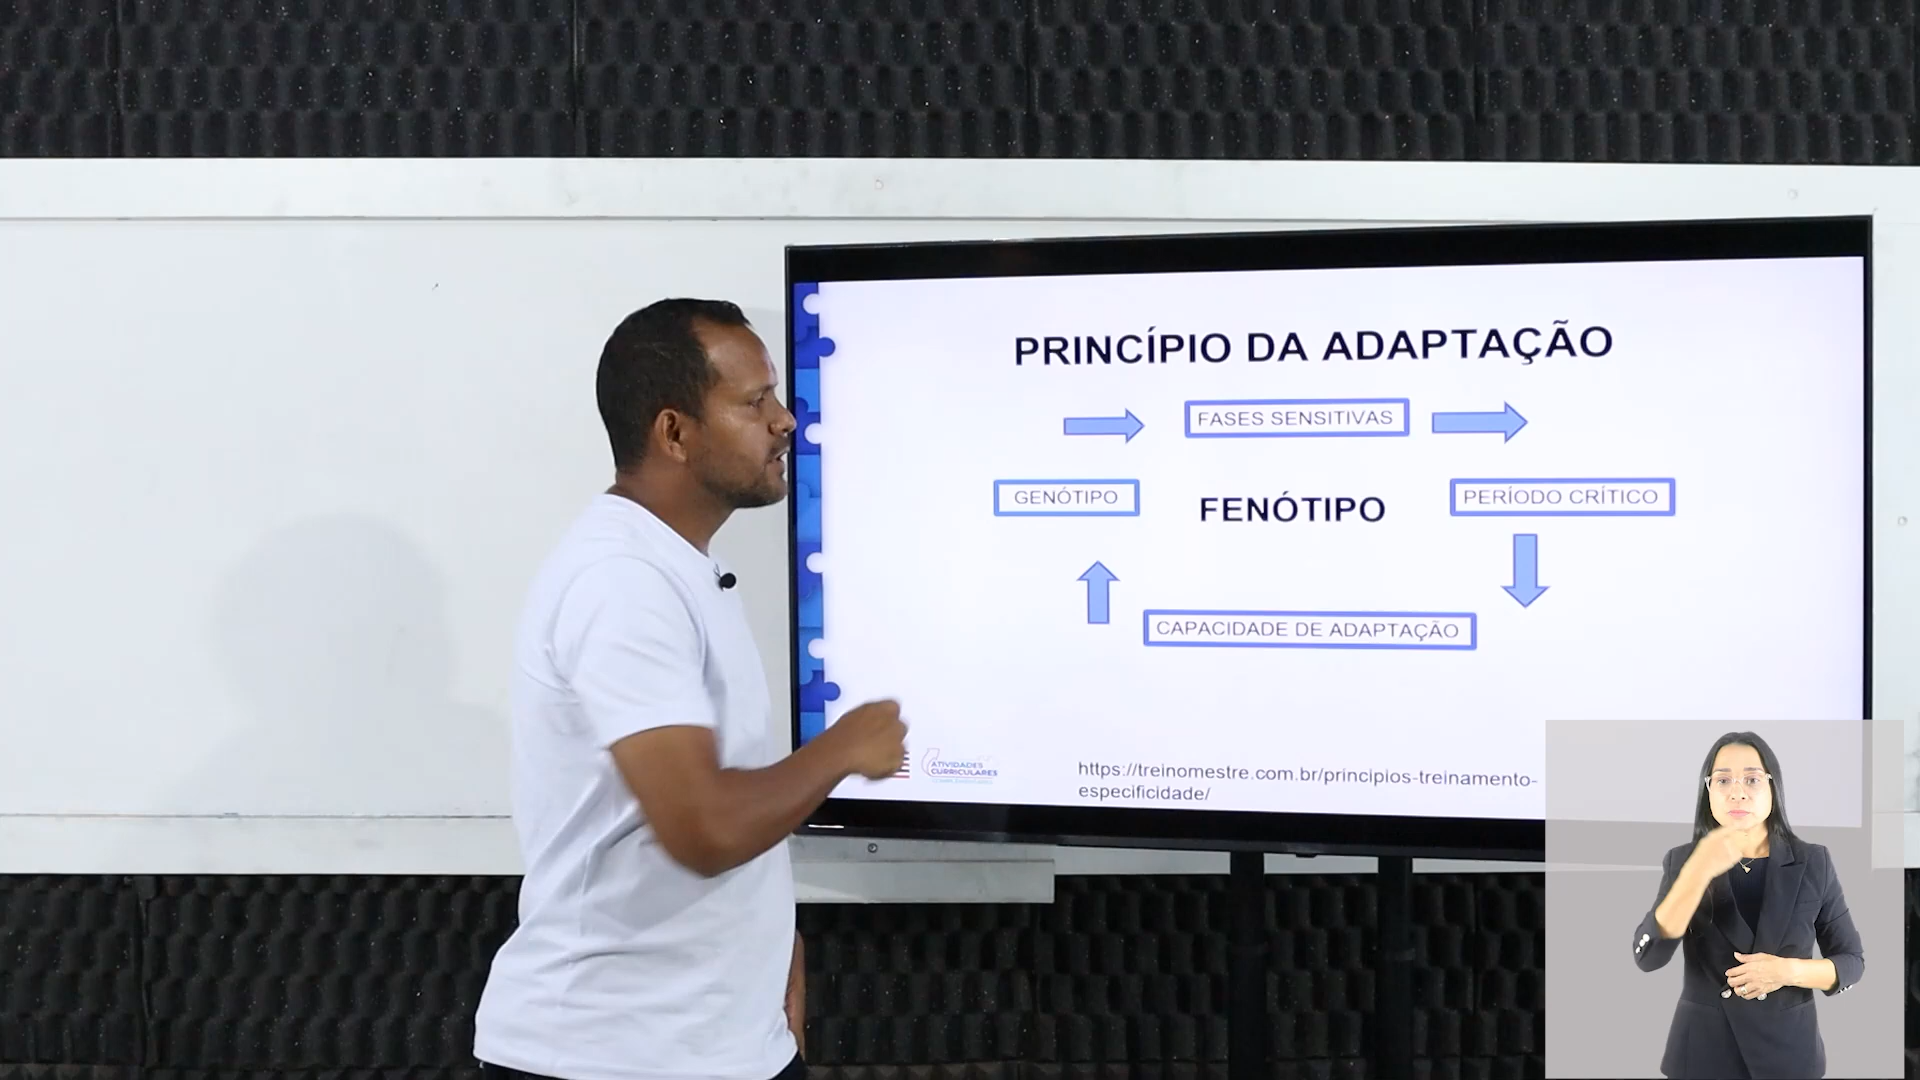 PRINCÍPIO DA ADAPTAÇÃO
FASES SENSITIVAS
GENÓTIPO
FENÓTIPO
PERÍODO CRÍTICO
CAPACIDADE DE ADAPTAÇÃO
ATIVIDADES
CURRICULARES
https://treinomestre.com.br/principios-treinamento-
especificidade/